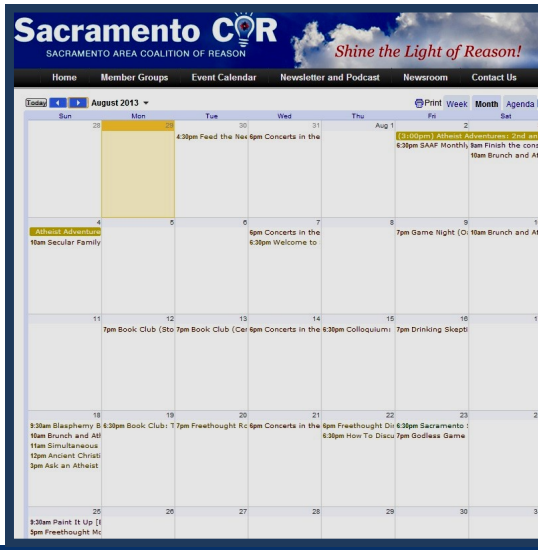 Sacramento COR
SACRAMENTO AREA COALITION OF REASON
Shine the Light of Reason!
Home Member Groups Event Calendar Newsletter and Podcast Newsroom Contact Us
Today August 2013 Print Week Month Agenda
Sun Mon Tue Wed Thu Fri Sat
28 29 30 31 Aug 1 2
4:30pm Feed the Nee 6pm Concerts in the (3:00pm) Atheist Adventures: 2nd an
6:30pm SAAF Monthly 9am Finish the cons
10am Brunch and At
4 5 6 7 8 9 1
Atheist Adventure 6pm Concerts in the 7pm Game Night (O 10am Brunch and At
10am Secular Family 6:30pm Welcome to
11 12 13 14 15 16 1
7pm Book Club (Sto 7pm Book Club (Cer 6pm Concerts in the 6:30pm Colloquium: 7pm Drinking Skepti
18 19 20 21 22 23 2
9:30am Blasphemy B 6:30pm Book Club: T 7pm Freethought Ro 6pm Concerts in the 6pm Freethought Di 6:30pm Sacramento
10am Brunch and Ath 6:30pm How To Discu 7pm Godless Game
11am Simultaneous
12pm Ancient Christi
3pm Ask an Atheist
25 26 27 28 29 30 3
9:30am Paint It Up [
5pm Freethought Mo